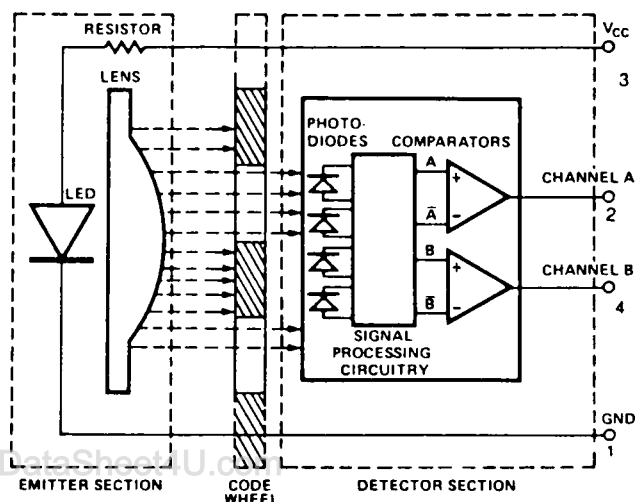 RESISTOR
VCC
3
LENS
PHOTO-
DIODES
COMPARATORS
A
+
CHANNEL A
2
LED
A̅
−
B
+
CHANNEL B
4
B̅
−
SIGNAL
PROCESSING
CIRCUITRY
GND
1
DataSheet4U.com
EMITTER SECTION
CODE
WHEEL
DETECTOR SECTION